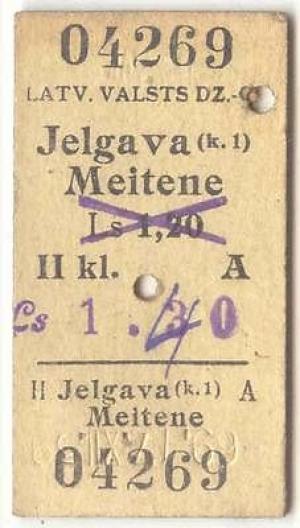 04269
LATV. VALSTS DZ.-C.
Jelgava (k. 1)
Meitene
Ls 1,20
II kl. A
Ls 1.40
II Jelgava (k. 1) A
Meitene
04269